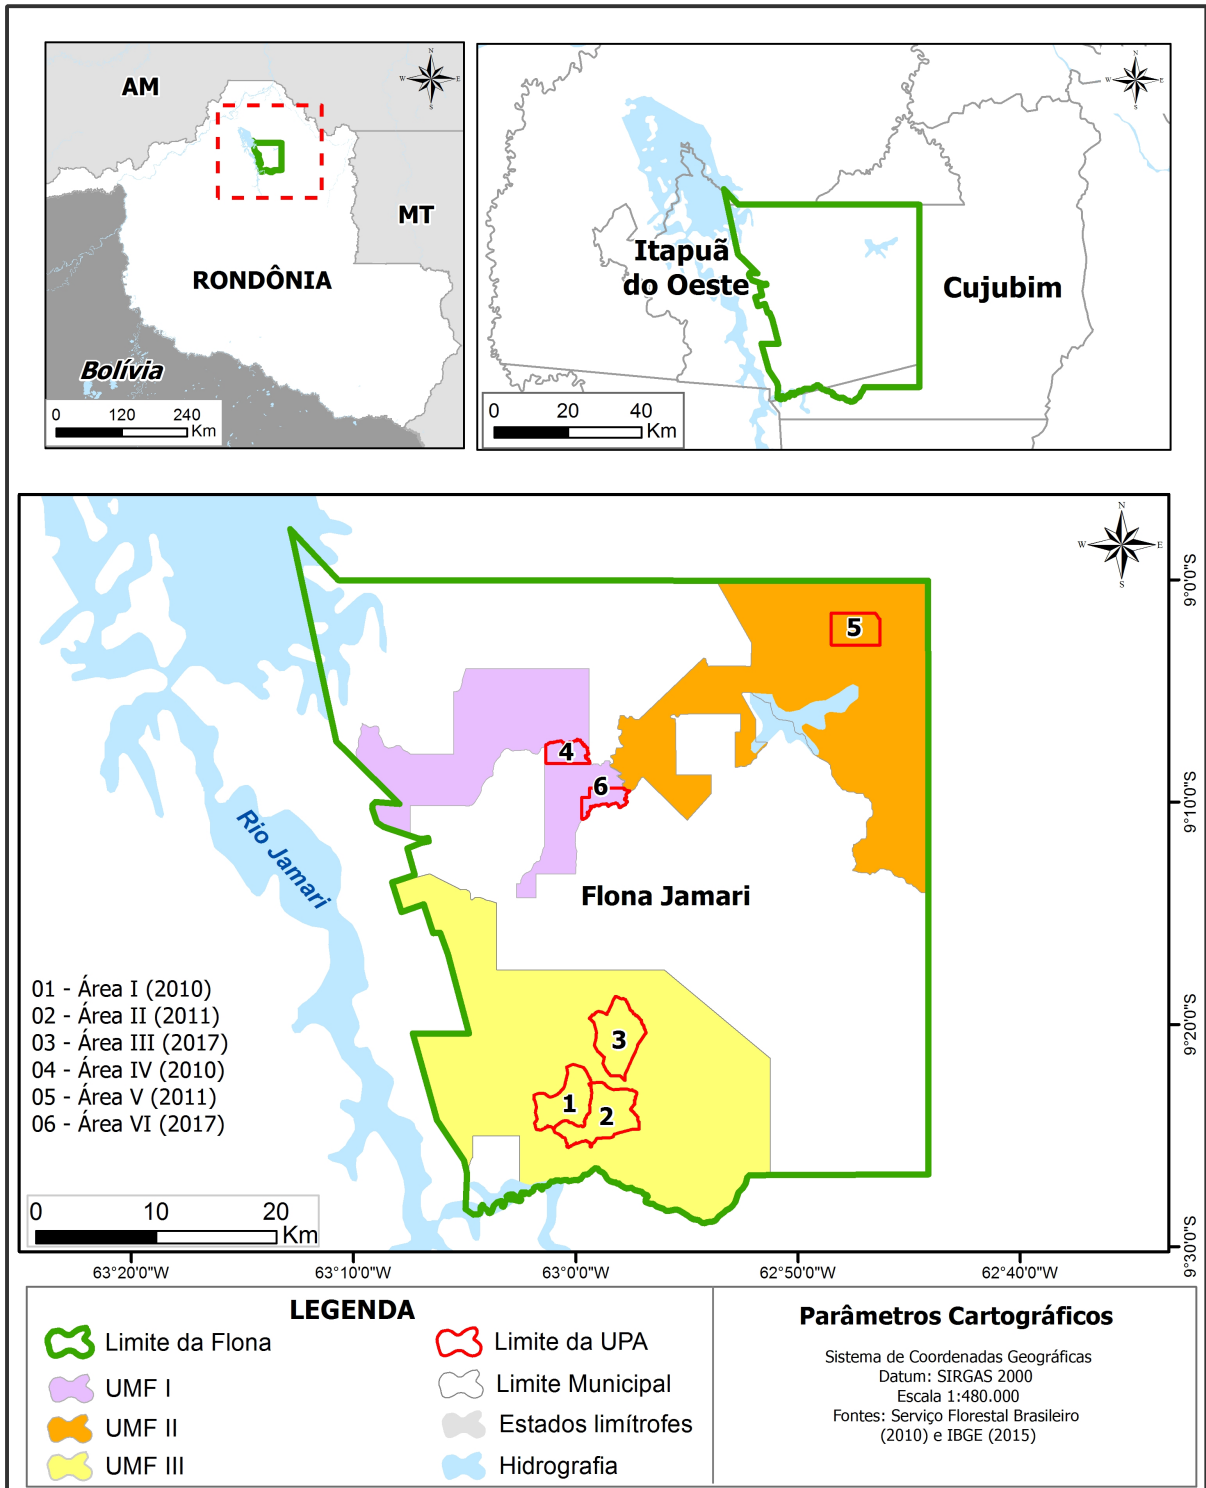 N
W E
S
AM
MT
RONDÔNIA
Bolívia
0 120 240
Km
N
W E
S
Itapuã
do Oeste
Cujubim
0 20 40
Km
N
W E
S
9°0'0"S
9°10'0"S
9°20'0"S
9°30'0"S
5
4
6
Rio Jamari
Flona Jamari
3
1
2
01 - Área I (2010)
02 - Área II (2011)
03 - Área III (2017)
04 - Área IV (2010)
05 - Área V (2011)
06 - Área VI (2017)
0 10 20
Km
63°20'0"W 63°10'0"W 63°0'0"W 62°50'0"W 62°40'0"W
LEGENDA
Limite da Flona
UMF I
UMF II
UMF III
Limite da UPA
Limite Municipal
Estados limítrofes
Hidrografia
Parâmetros Cartográficos
Sistema de Coordenadas Geográficas
Datum: SIRGAS 2000
Escala 1:480.000
Fontes: Serviço Florestal Brasileiro
(2010) e IBGE (2015)